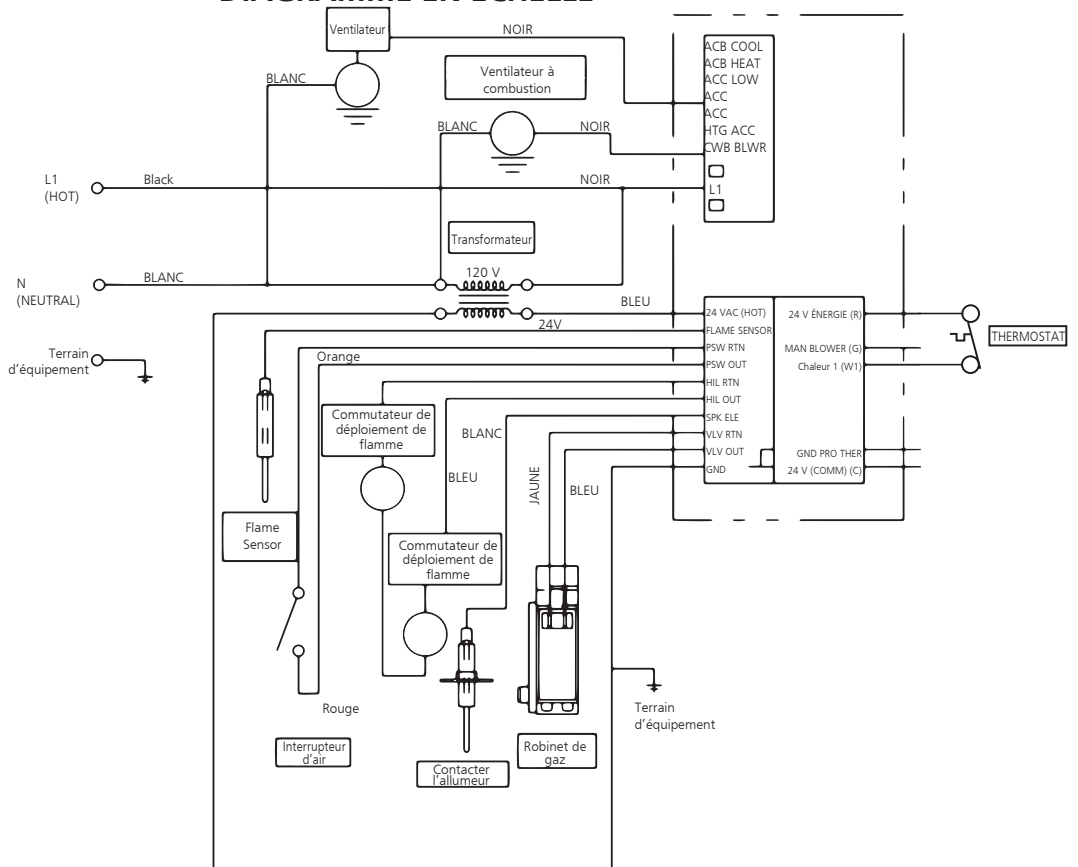 Ventilateur
NOIR
BLANC
Ventilateur à
combustion
BLANC
NOIR
ACB COOL
ACB HEAT
ACC LOW
ACC
ACC
HTG ACC
CWB BLWR
L1
L1
(HOT)
Black
NOIR
Transformateur
N
(NEUTRAL)
BLANC
120 V
BLEU
24V
Terrain
d'équipement
Orange
24 VAC (HOT)
FLAME SENSOR
PSW RTN
PSW OUT
HIL RTN
HIL OUT
SPK ELE
VLV RTN
VLV OUT
GND
24 V ÉNERGIE (R)
MAN BLOWER (G)
Chaleur 1 (W1)
GND PRO THER
24 V (COMM) (C)
THERMOSTAT
Commutateur de
déploiement de
flamme
BLANC
BLEU
JAUNE
BLEU
Flame
Sensor
Commutateur de
déploiement de
flamme
Rouge
Interrupteur
d'air
Contacter
l'allumeur
Robinet de
gaz
Terrain
d'équipement